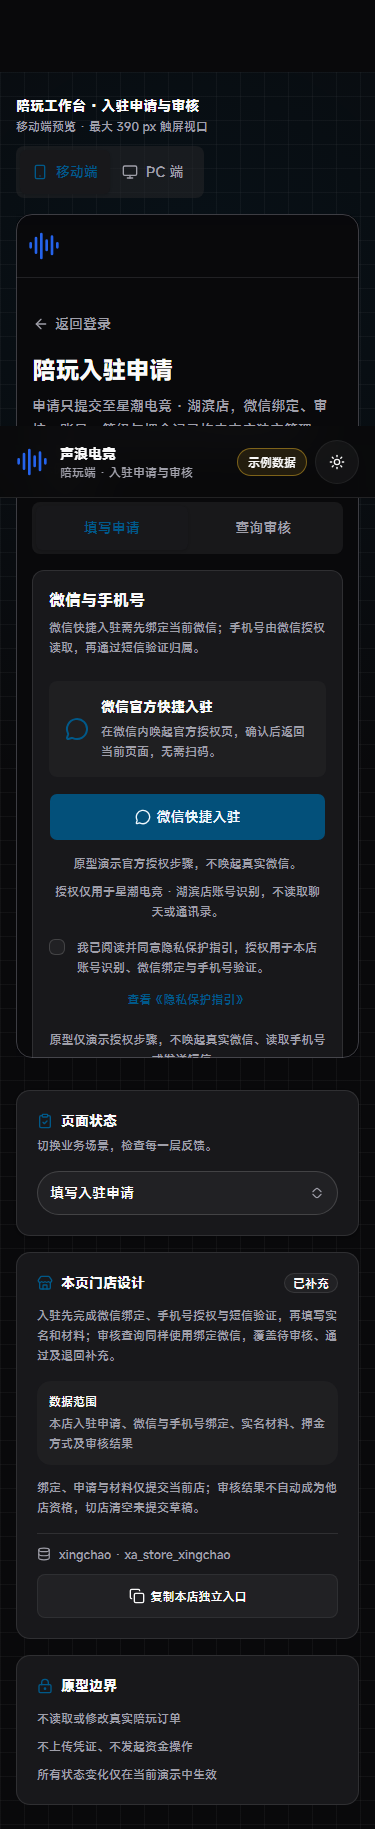 陪玩工作台 · 入驻申请与审核
移动端预览 · 最大 390 px 触屏视口
移动端
PC 端
返回登录
陪玩入驻申请
申请只提交至星潮电竞 · 湖滨店，微信绑定、审
声浪电竞
陪玩端 · 入驻申请与审核
示例数据
填写申请
查询审核
微信与手机号
微信快捷入驻需先绑定当前微信；手机号由微信授权
读取，再通过短信验证归属。
微信官方快捷入驻
在微信内唤起官方授权页，确认后返回
当前页面，无需扫码。
微信快捷入驻
原型演示官方授权步骤，不唤起真实微信。
授权仅用于星潮电竞 · 湖滨店账号识别，不读取聊
天或通讯录。
我已阅读并同意隐私保护指引，授权用于本店
账号识别、微信绑定与手机号验证。
查看《隐私保护指引》
原型仅演示授权步骤，不唤起真实微信、读取手机号
页面状态
切换业务场景，检查每一层反馈。
填写入驻申请
本页门店设计
已补充
入驻先完成微信绑定、手机号授权与短信验证，再填写实
名和材料；审核查询同样使用绑定微信，覆盖待审核、通
过及退回补充。
数据范围
本店入驻申请、微信与手机号绑定、实名材料、押金
方式及审核结果
绑定、申请与材料仅提交当前店；审核结果不自动成为他
店资格，切店清空未提交草稿。
xingchao · xa_store_xingchao
复制本店独立入口
原型边界
不读取或修改真实陪玩订单
不上传凭证、不发起资金操作
所有状态变化仅在当前演示中生效